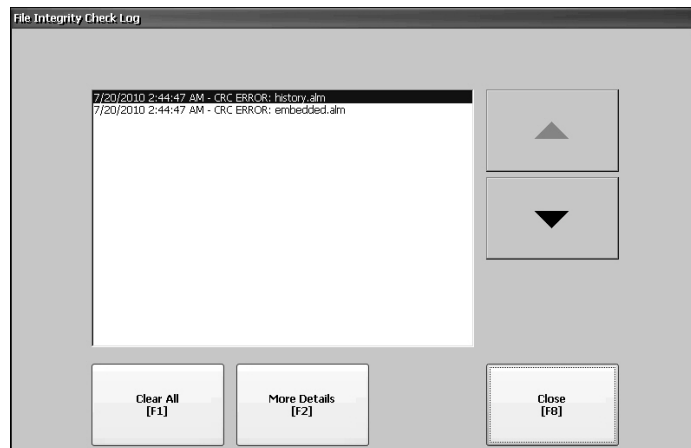 File Integrity Check Log
7/20/2010 2:44:47 AM - CRC ERROR: history.alm
7/20/2010 2:44:47 AM - CRC ERROR: embedded.alm
Clear All
[F1]
More Details
[F2]
Close
[F8]